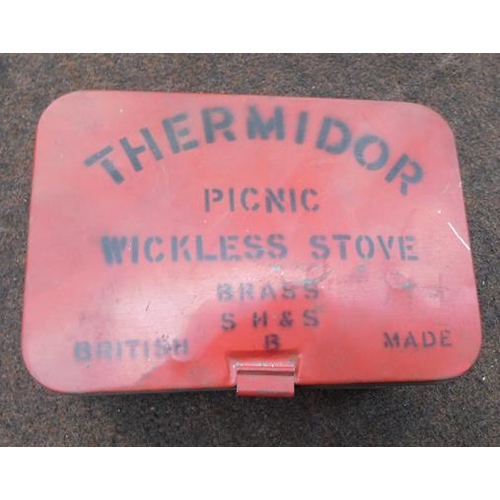 THERMIDOR
PICNIC
WICKLESS STOVE
BRASS
S H & S
BRITISH B MADE